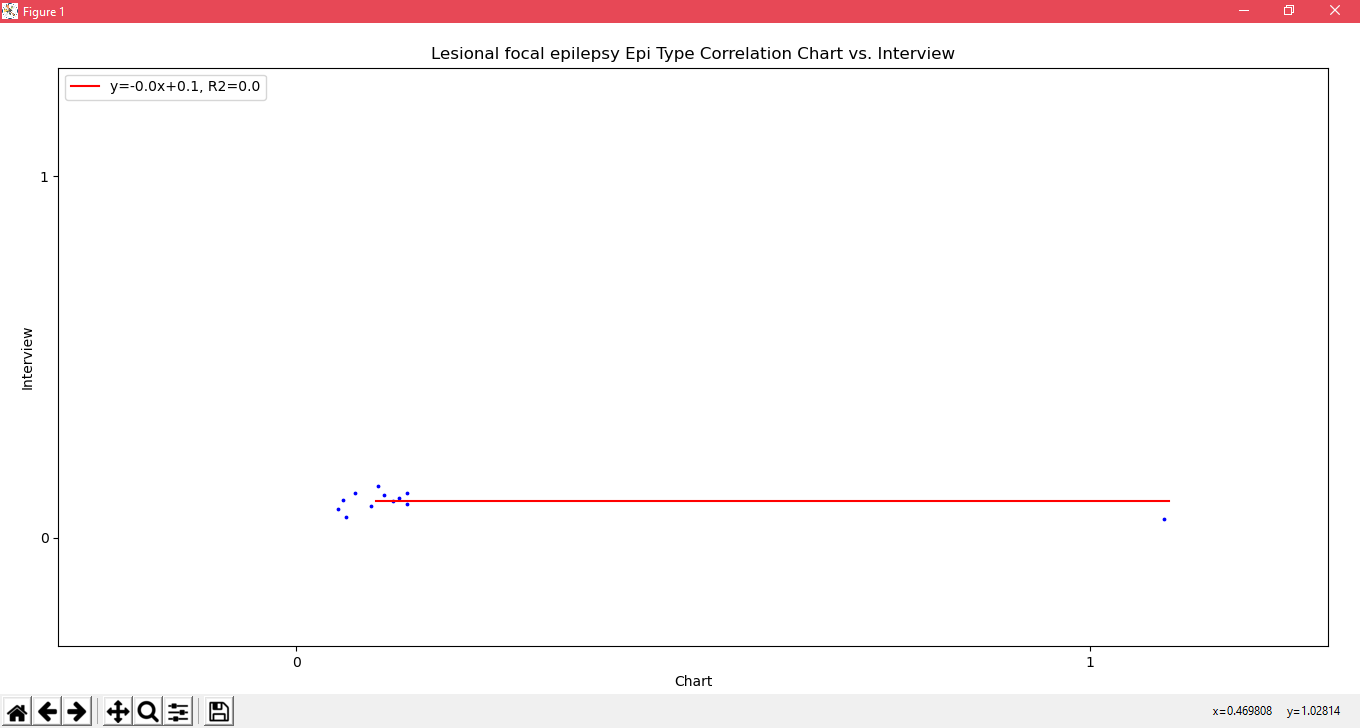 Figure 1
Lesional focal epilepsy Epi Type Correlation Chart vs. Interview
y=-0.0x+0.1, R2=0.0
1
Interview
0
0
1
Chart
x=0.469808 y=1.02814